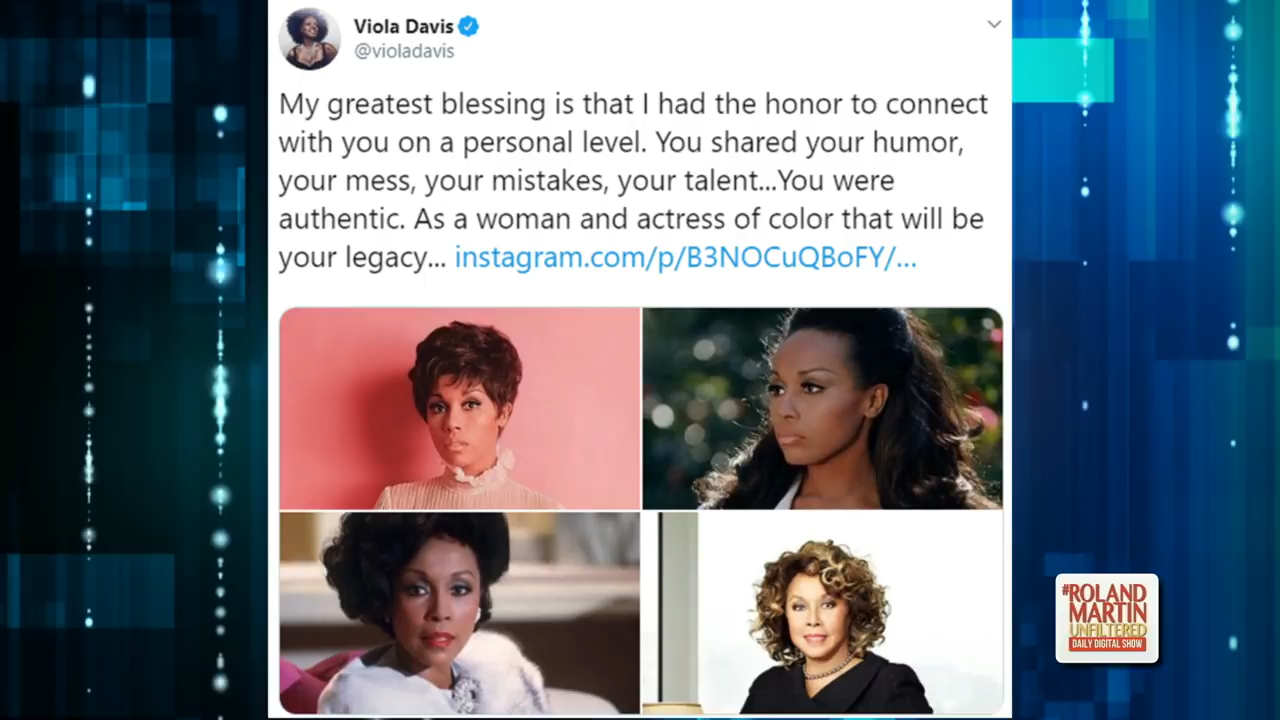 Viola Davis
@violadavis
My greatest blessing is that I had the honor to connect
with you on a personal level. You shared your humor,
your mess, your mistakes, your talent...You were
authentic. As a woman and actress of color that will be
your legacy... instagram.com/p/B3NOCuQBoFY/...
#ROLAND
MARTIN
UNFILTERED
DAILY DIGITAL SHOW